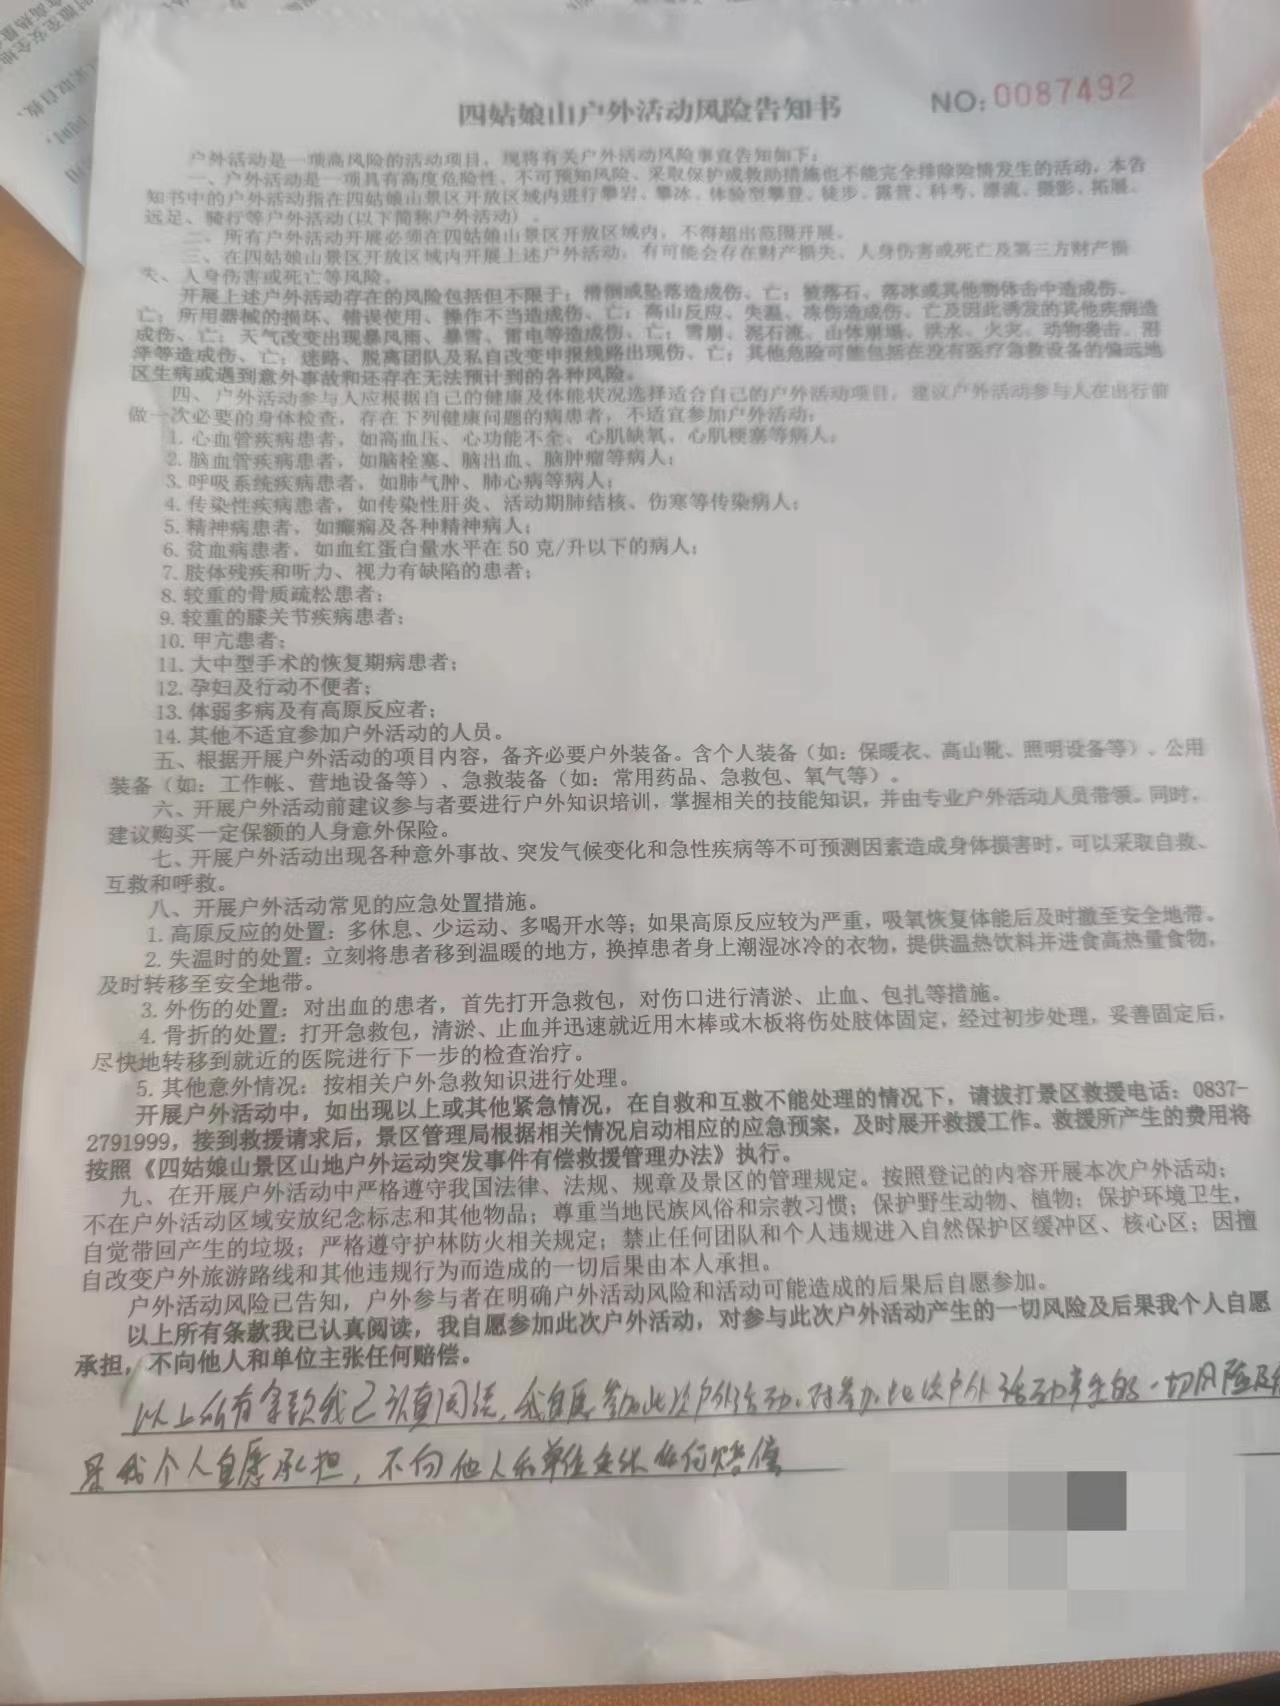 四姑娘山户外活动风险告知书
NO:0087492
户外活动是一项高风险的活动项目，现将有关户外活动风险事宜告知如下：
一、户外活动是一项具有高度危险性、不可预知风险、采取保护或救助措施也不能完全排除险情发生的活动，本告
知书中的户外活动指在四姑娘山景区开放区域内进行攀岩、攀冰、体验型攀登、徒步、露营、科考、漂流、摄影、拓展、
远足、骑行等户外活动(以下简称户外活动)。
二、所有户外活动开展必须在四姑娘山景区开放区域内，不得超出范围开展。
三、在四姑娘山景区开放区域内开展上述户外活动，有可能会存在财产损失、人身伤害或死亡及第三方财产损
失、人身伤害或死亡等风险。
开展上述户外活动存在的风险包括但不限于：滑倒或坠落造成伤、亡；被落石、落冰或其他物体击中造成伤、
亡；所用器械的损坏、错误使用、操作不当造成伤、亡；高山反应、失温、冻伤造成伤、亡及因此诱发的其他疾病造
成伤、亡；天气改变出现暴风雨、暴雪、雷电等造成伤、亡；雪崩、泥石流、山体崩塌、洪水、火灾、动物袭击、沼
泽等造成伤、亡；迷路、脱离团队及私自改变申报线路出现伤、亡；其他危险可能包括在没有医疗急救设备的偏远地
区生病或遇到意外事故和还存在无法预计到的各种风险。
四、户外活动参与人应根据自己的健康及体能状况选择适合自己的户外活动项目，建议户外活动参与人在出行前
做一次必要的身体检查，存在下列健康问题的病患者，不适宜参加户外活动：
1. 心血管疾病患者，如高血压、心功能不全、心肌缺氧、心肌梗塞等病人；
2. 脑血管疾病患者，如脑栓塞、脑出血、脑肿瘤等病人；
3. 呼吸系统疾病患者，如肺气肿、肺心病等病人；
4. 传染性疾病患者，如传染性肝炎、活动期肺结核、伤寒等传染病人；
5. 精神病患者，如癫痫及各种精神病人；
6. 贫血病患者，如血红蛋白量水平在 50 克/升以下的病人；
7. 肢体残疾和听力、视力有缺陷的患者；
8. 较重的骨质疏松患者；
9. 较重的膝关节疾病患者；
10. 甲亢患者；
11. 大中型手术的恢复期病患者；
12. 孕妇及行动不便者；
13. 体弱多病及有高原反应者；
14. 其他不适宜参加户外活动的人员。
五、根据开展户外活动的项目内容，备齐必要户外装备。含个人装备（如：保暖衣、高山靴、照明设备等）、公用
装备（如：工作帐、营地设备等）、急救装备（如：常用药品、急救包、氧气等）。
六、开展户外活动前建议参与者要进行户外知识培训，掌握相关的技能知识，并由专业户外活动人员带领。同时，
建议购买一定保额的人身意外保险。
七、开展户外活动出现各种意外事故、突发气候变化和急性疾病等不可预测因素造成身体损害时，可以采取自救、
互救和呼救。
八、开展户外活动常见的应急处置措施。
1. 高原反应的处置：多休息、少运动、多喝开水等；如果高原反应较为严重，吸氧恢复体能后及时撤至安全地带。
2. 失温时的处置：立刻将患者移到温暖的地方，换掉患者身上潮湿冰冷的衣物，提供温热饮料并进食高热量食物，
及时转移至安全地带。
3. 外伤的处置：对出血的患者，首先打开急救包，对伤口进行清淤、止血、包扎等措施。
4. 骨折的处置：打开急救包，清淤、止血并迅速就近用木棒或木板将伤处肢体固定，经过初步处理，妥善固定后，
尽快地转移到就近的医院进行下一步的检查治疗。
5. 其他意外情况：按相关户外急救知识进行处理。
开展户外活动中，如出现以上或其他紧急情况，在自救和互救不能处理的情况下，请拨打景区救援电话：0837-
2791999，接到救援请求后，景区管理局根据相关情况启动相应的应急预案，及时展开救援工作。救援所产生的费用将
按照《四姑娘山景区山地户外运动突发事件有偿救援管理办法》执行。
九、在开展户外活动中严格遵守我国法律、法规、规章及景区的管理规定。按照登记的内容开展本次户外活动；
不在户外活动区域安放纪念标志和其他物品；尊重当地民族风俗和宗教习惯；保护野生动物、植物；保护环境卫生，
自觉带回产生的垃圾；严格遵守护林防火相关规定；禁止任何团队和个人违规进入自然保护区缓冲区、核心区；因擅
自改变户外旅游路线和其他违规行为而造成的一切后果由本人承担。
户外活动风险已告知，户外参与者在明确户外活动风险和活动可能造成的后果后自愿参加。
以上所有条款我已认真阅读，我自愿参加此次户外活动，对参与此次户外活动产生的一切风险及后果我个人自愿
承担，不向他人和单位主张任何赔偿。
以上所有条款我已认真阅读，我自愿参加此次户外活动，对参加此次户外活动产生的一切风险及后
果我个人自愿承担，不向他人和单位主张任何赔偿